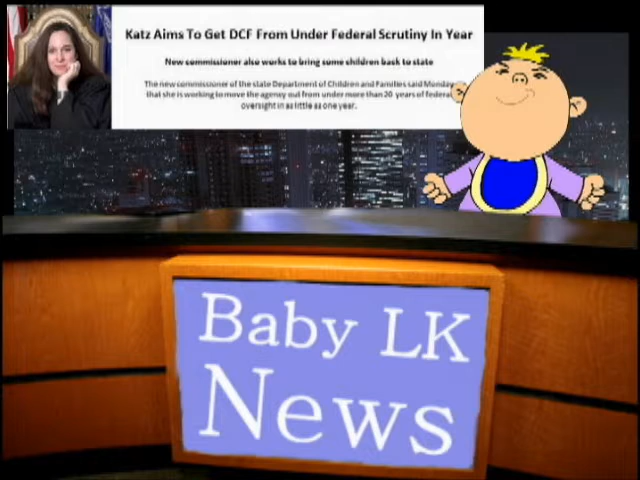 Katz Aims To Get DCF From Under Federal Scrutiny In Year
New commissioner also works to bring some children back to state
The new commissioner of the state Department of Children and Families said Monday
that she is working to move the agency out from under more than 20 years of federal
oversight in as little as one year.
Baby LK
News